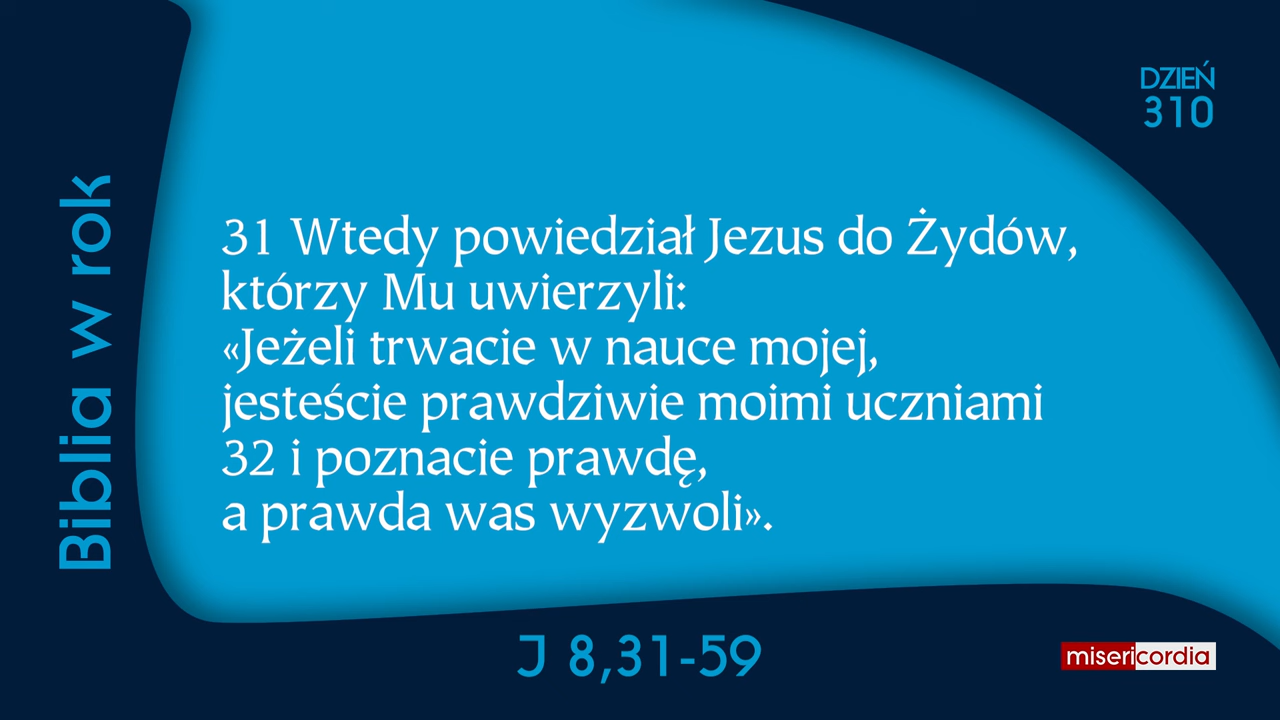 DZIEŃ
310
Biblia w rok
31 Wtedy powiedział Jezus do Żydów,
którzy Mu uwierzyli:
«Jeżeli trwacie w nauce mojej,
jesteście prawdziwie moimi uczniami
32 i poznacie prawdę,
a prawda was wyzwoli».
J 8,31-59
misericordia